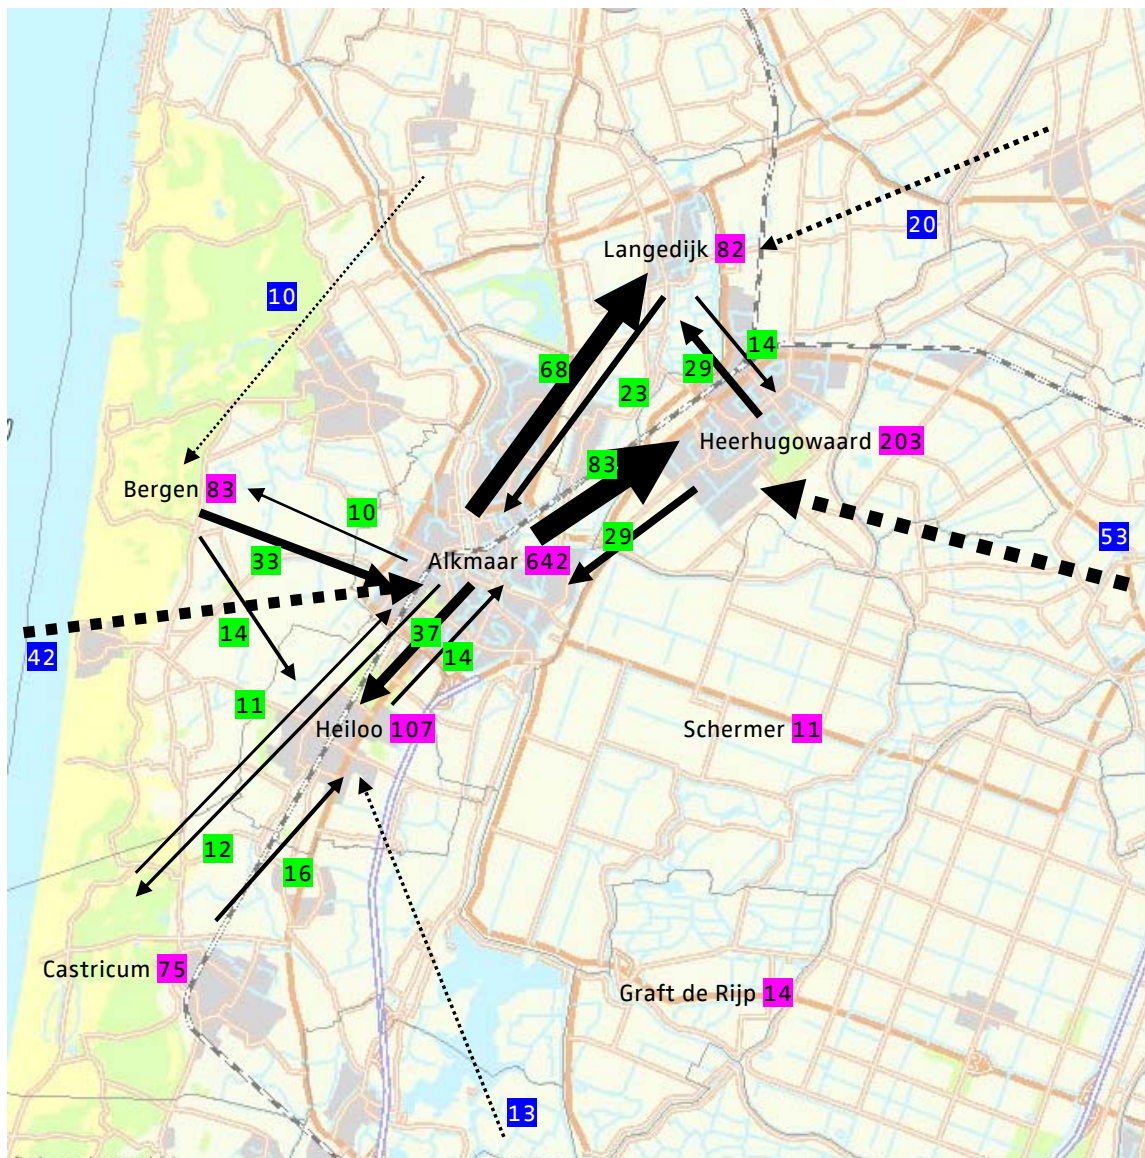 20
Langedijk 82
10
14
68
29
23
Heerhugowaard 203
83
Bergen 83
10
29
53
33
Alkmaar 642
14
37
42
14
11
Heiloo 107
Schermer 11
12
16
Castricum 75
Graft de Rijp 14
13